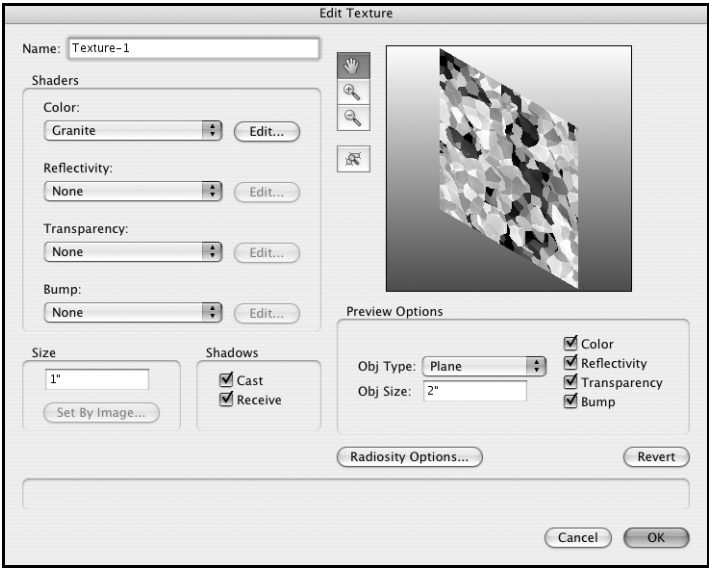 Edit Texture
Name: Texture-1
Shaders
Color:
Granite Edit...
Reflectivity:
None Edit...
Transparency:
None Edit...
Bump:
None Edit...
Size
1"
Set By Image...
Shadows
Cast
Receive
Preview Options
Obj Type: Plane
Obj Size: 2"
Color
Reflectivity
Transparency
Bump
Radiosity Options... Revert
Cancel OK